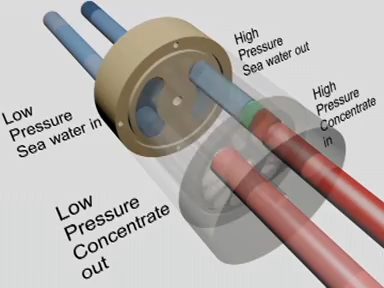 High
Pressure
Sea water out
High
Pressure
Concentrate
in
Low
Pressure
Sea water in
Low
Pressure
Concentrate
out